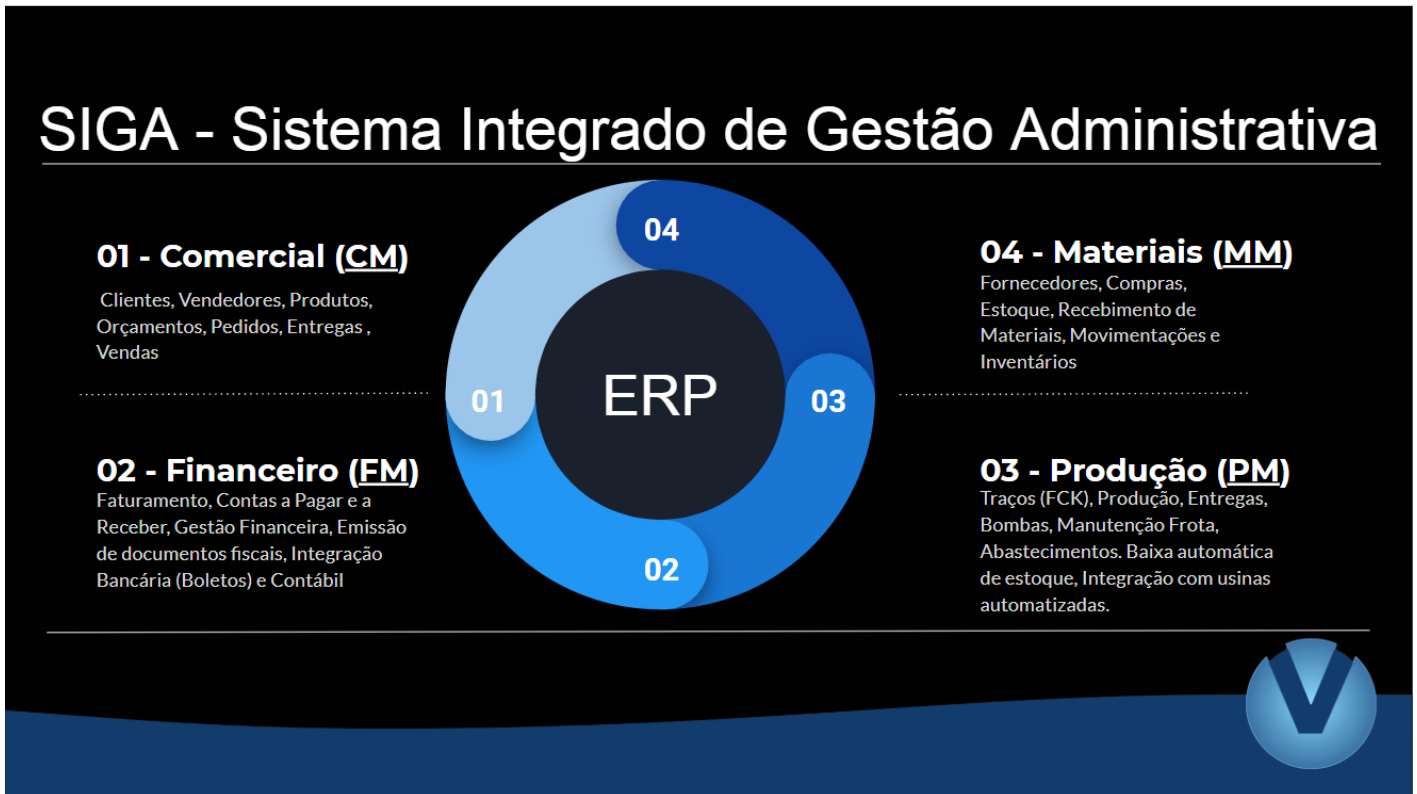 SIGA - Sistema Integrado de Gestão Administrativa
01 - Comercial (CM)
Clientes, Vendedores, Produtos,
Orçamentos, Pedidos, Entregas ,
Vendas
02 - Financeiro (FM)
Faturamento, Contas a Pagar e a
Receber, Gestão Financeira, Emissão
de documentos fiscais, Integração
Bancária (Boletos) e Contábil
04
01
ERP
03
02
04 - Materiais (MM)
Fornecedores, Compras,
Estoque, Recebimento de
Materiais, Movimentações e
Inventários
03 - Produção (PM)
Traços (FCK), Produção, Entregas,
Bombas, Manutenção Frota,
Abastecimentos. Baixa automática
de estoque, Integração com usinas
automatizadas.
V